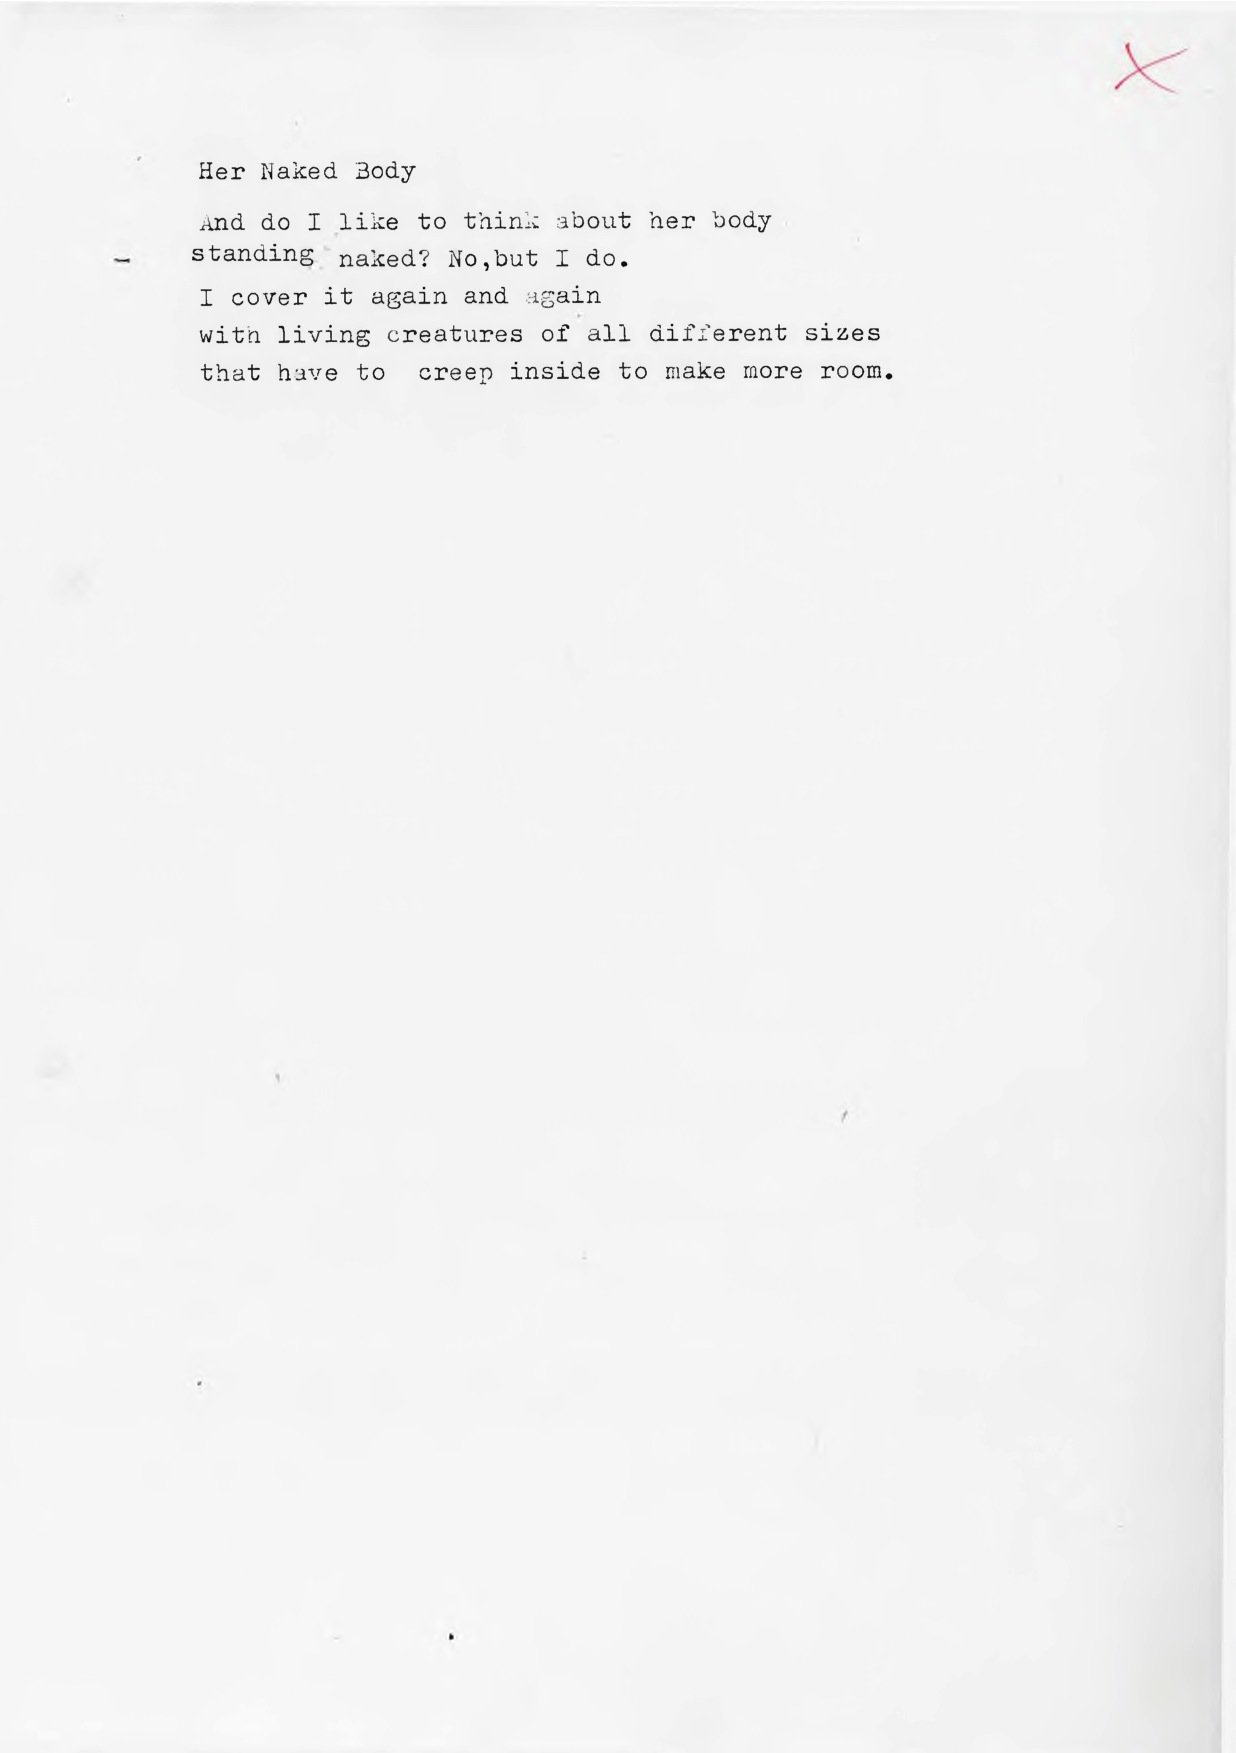 Her Naked Body
And do I like to think about her body
standing naked? No,but I do.
I cover it again and again
with living creatures of all different sizes
that have to creep inside to make more room.